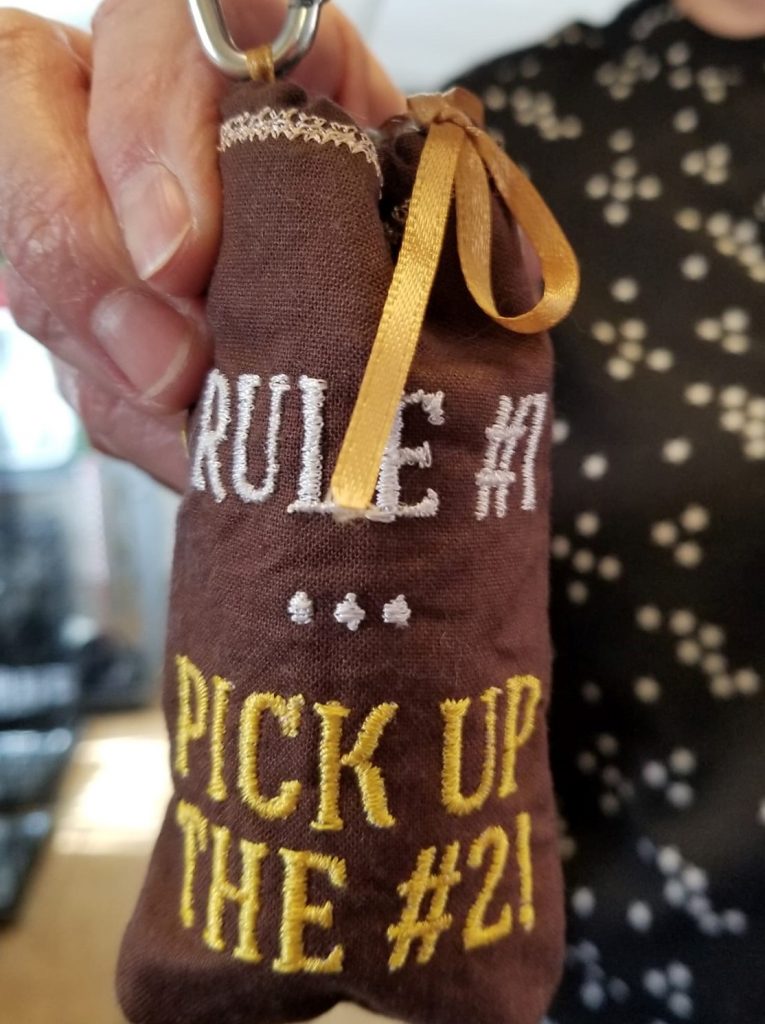 RULE #1
...
PICK UP
THE #2!